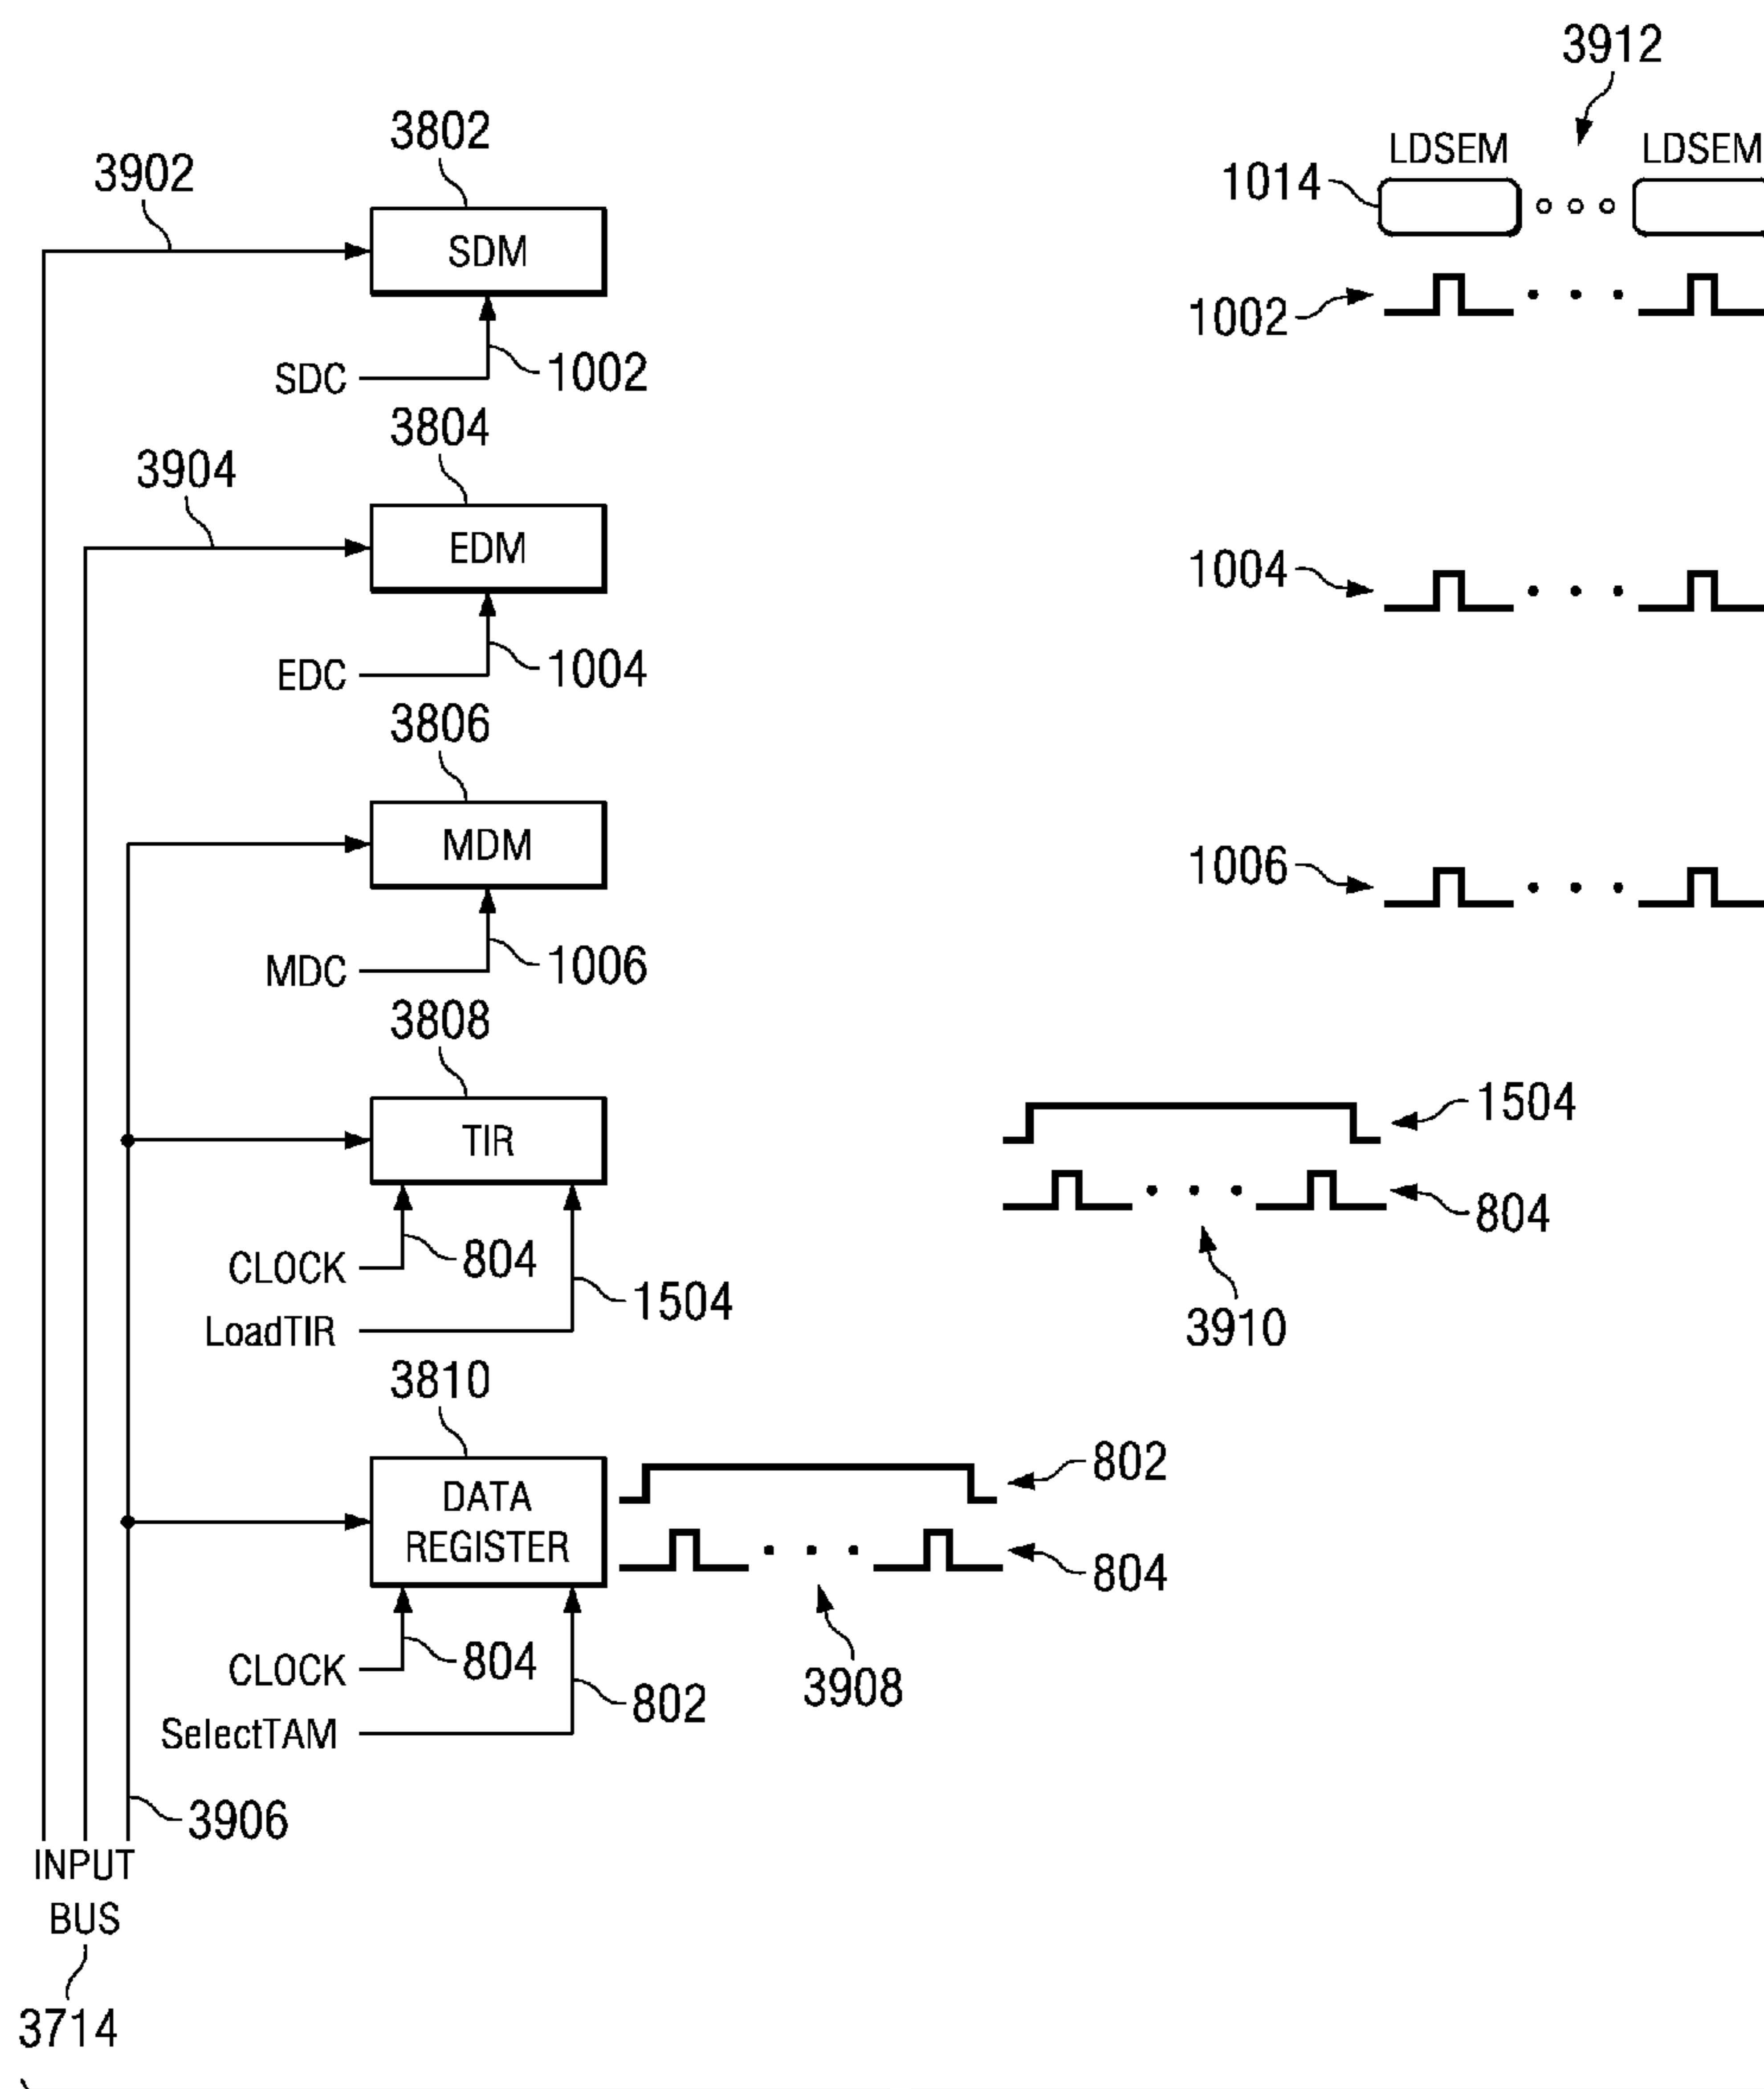 3912
3802
LDSEM LDSEM
3902
1014
SDM
1002
SDC 1002
3804
3904
1004
EDM
EDC 1004
3806
MDM
1006
MDC 1006
3808
1504
TIR
804
CLOCK 804
LoadTIR 1504
3910
3810
802
DATA
REGISTER
804
CLOCK 804
3908
802
SelectTAM
3906
INPUT
BUS
3714